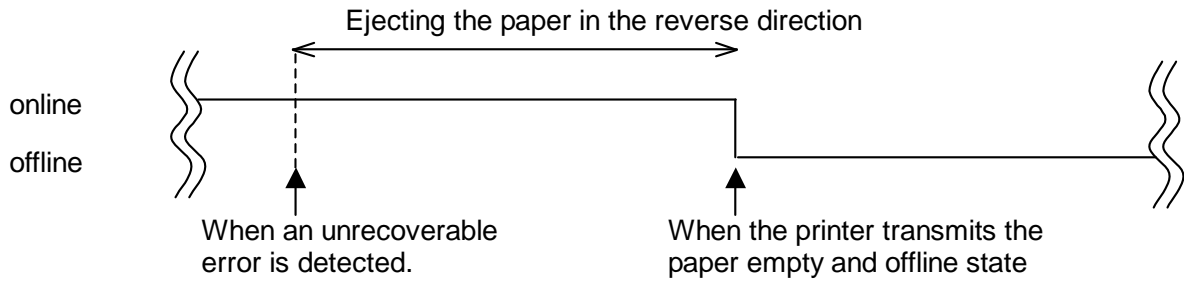 Ejecting the paper in the reverse direction
online
offline
When an unrecoverable
error is detected.
When the printer transmits the
paper empty and offline state